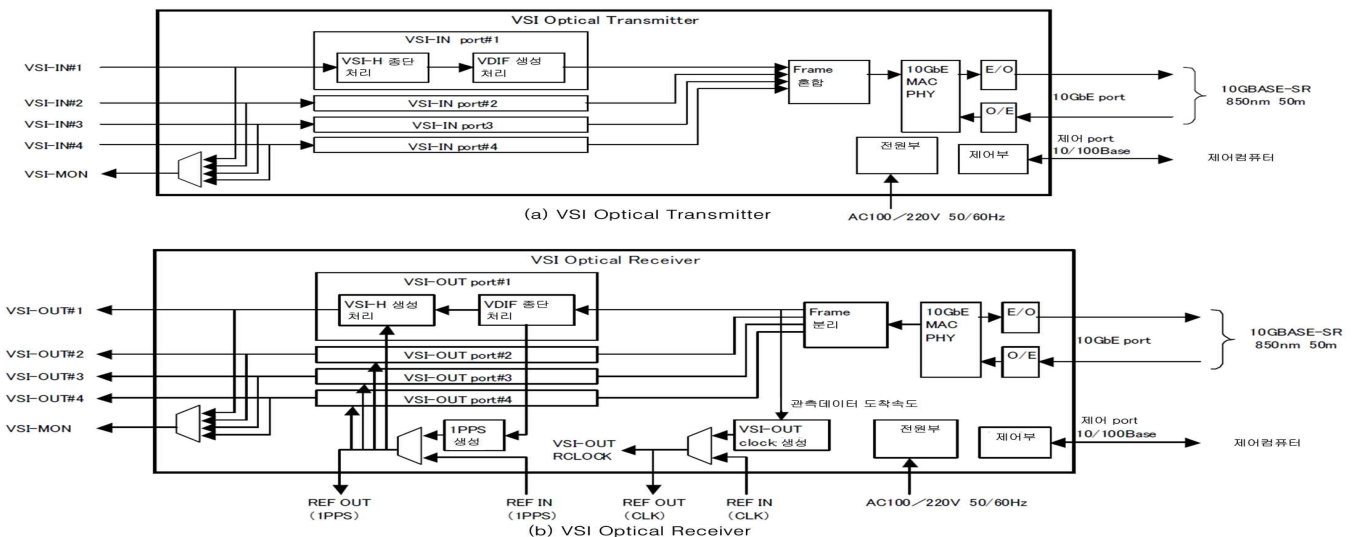 VSI Optical Transmitter
VSI-IN port#1
VSI-IN#1
VSI-H 종단
처리
VDIF 생성
처리
Frame
혼합
10GbE
MAC
PHY
E/O
O/E
10GbE port
10GBASE-SR
850nm 50m
VSI-IN#2
VSI-IN port#2
VSI-IN#3
VSI-IN port3
VSI-IN#4
VSI-IN port#4
VSI-MON
전원부
제어부
제어 port
10/100Base
제어컴퓨터
AC100/220V 50/60Hz
(a) VSI Optical Transmitter
VSI Optical Receiver
VSI-OUT port#1
VSI-OUT#1
VSI-H 생성
처리
VDIF 종단
처리
Frame
분리
10GbE
MAC
PHY
E/O
O/E
10GbE port
10GBASE-SR
850nm 50m
VSI-OUT#2
VSI-OUT port#2
VSI-OUT#3
VSI-OUT port#3
VSI-OUT#4
VSI-OUT port#4
VSI-MON
1PPS
생성
관측데이터 도착속도
VSI-OUT
RCLOCK
VSI-OUT
clock 생성
전원부
제어부
제어 port
10/100Base
제어컴퓨터
REF OUT
(1PPS)
REF IN
(1PPS)
REF OUT
(CLK)
REF IN
(CLK)
AC100/220V 50/60Hz
(b) VSI Optical Receiver